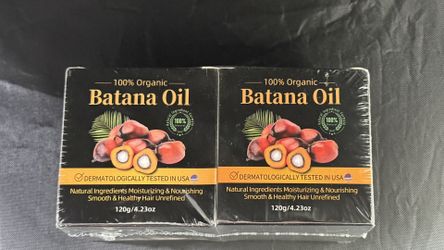 100% Organic
Batana Oil
100%
DERMATOLOGICALLY TESTED IN USA
Natural Ingredients Moisturizing & Nourishing
Smooth & Healthy Hair Unrefined
120g/4.23oz
100% Organic
Batana Oil
100%
DERMATOLOGICALLY TESTED IN USA
Natural Ingredients Moisturizing & Nourishing
Smooth & Healthy Hair Unrefined
120g/4.23oz